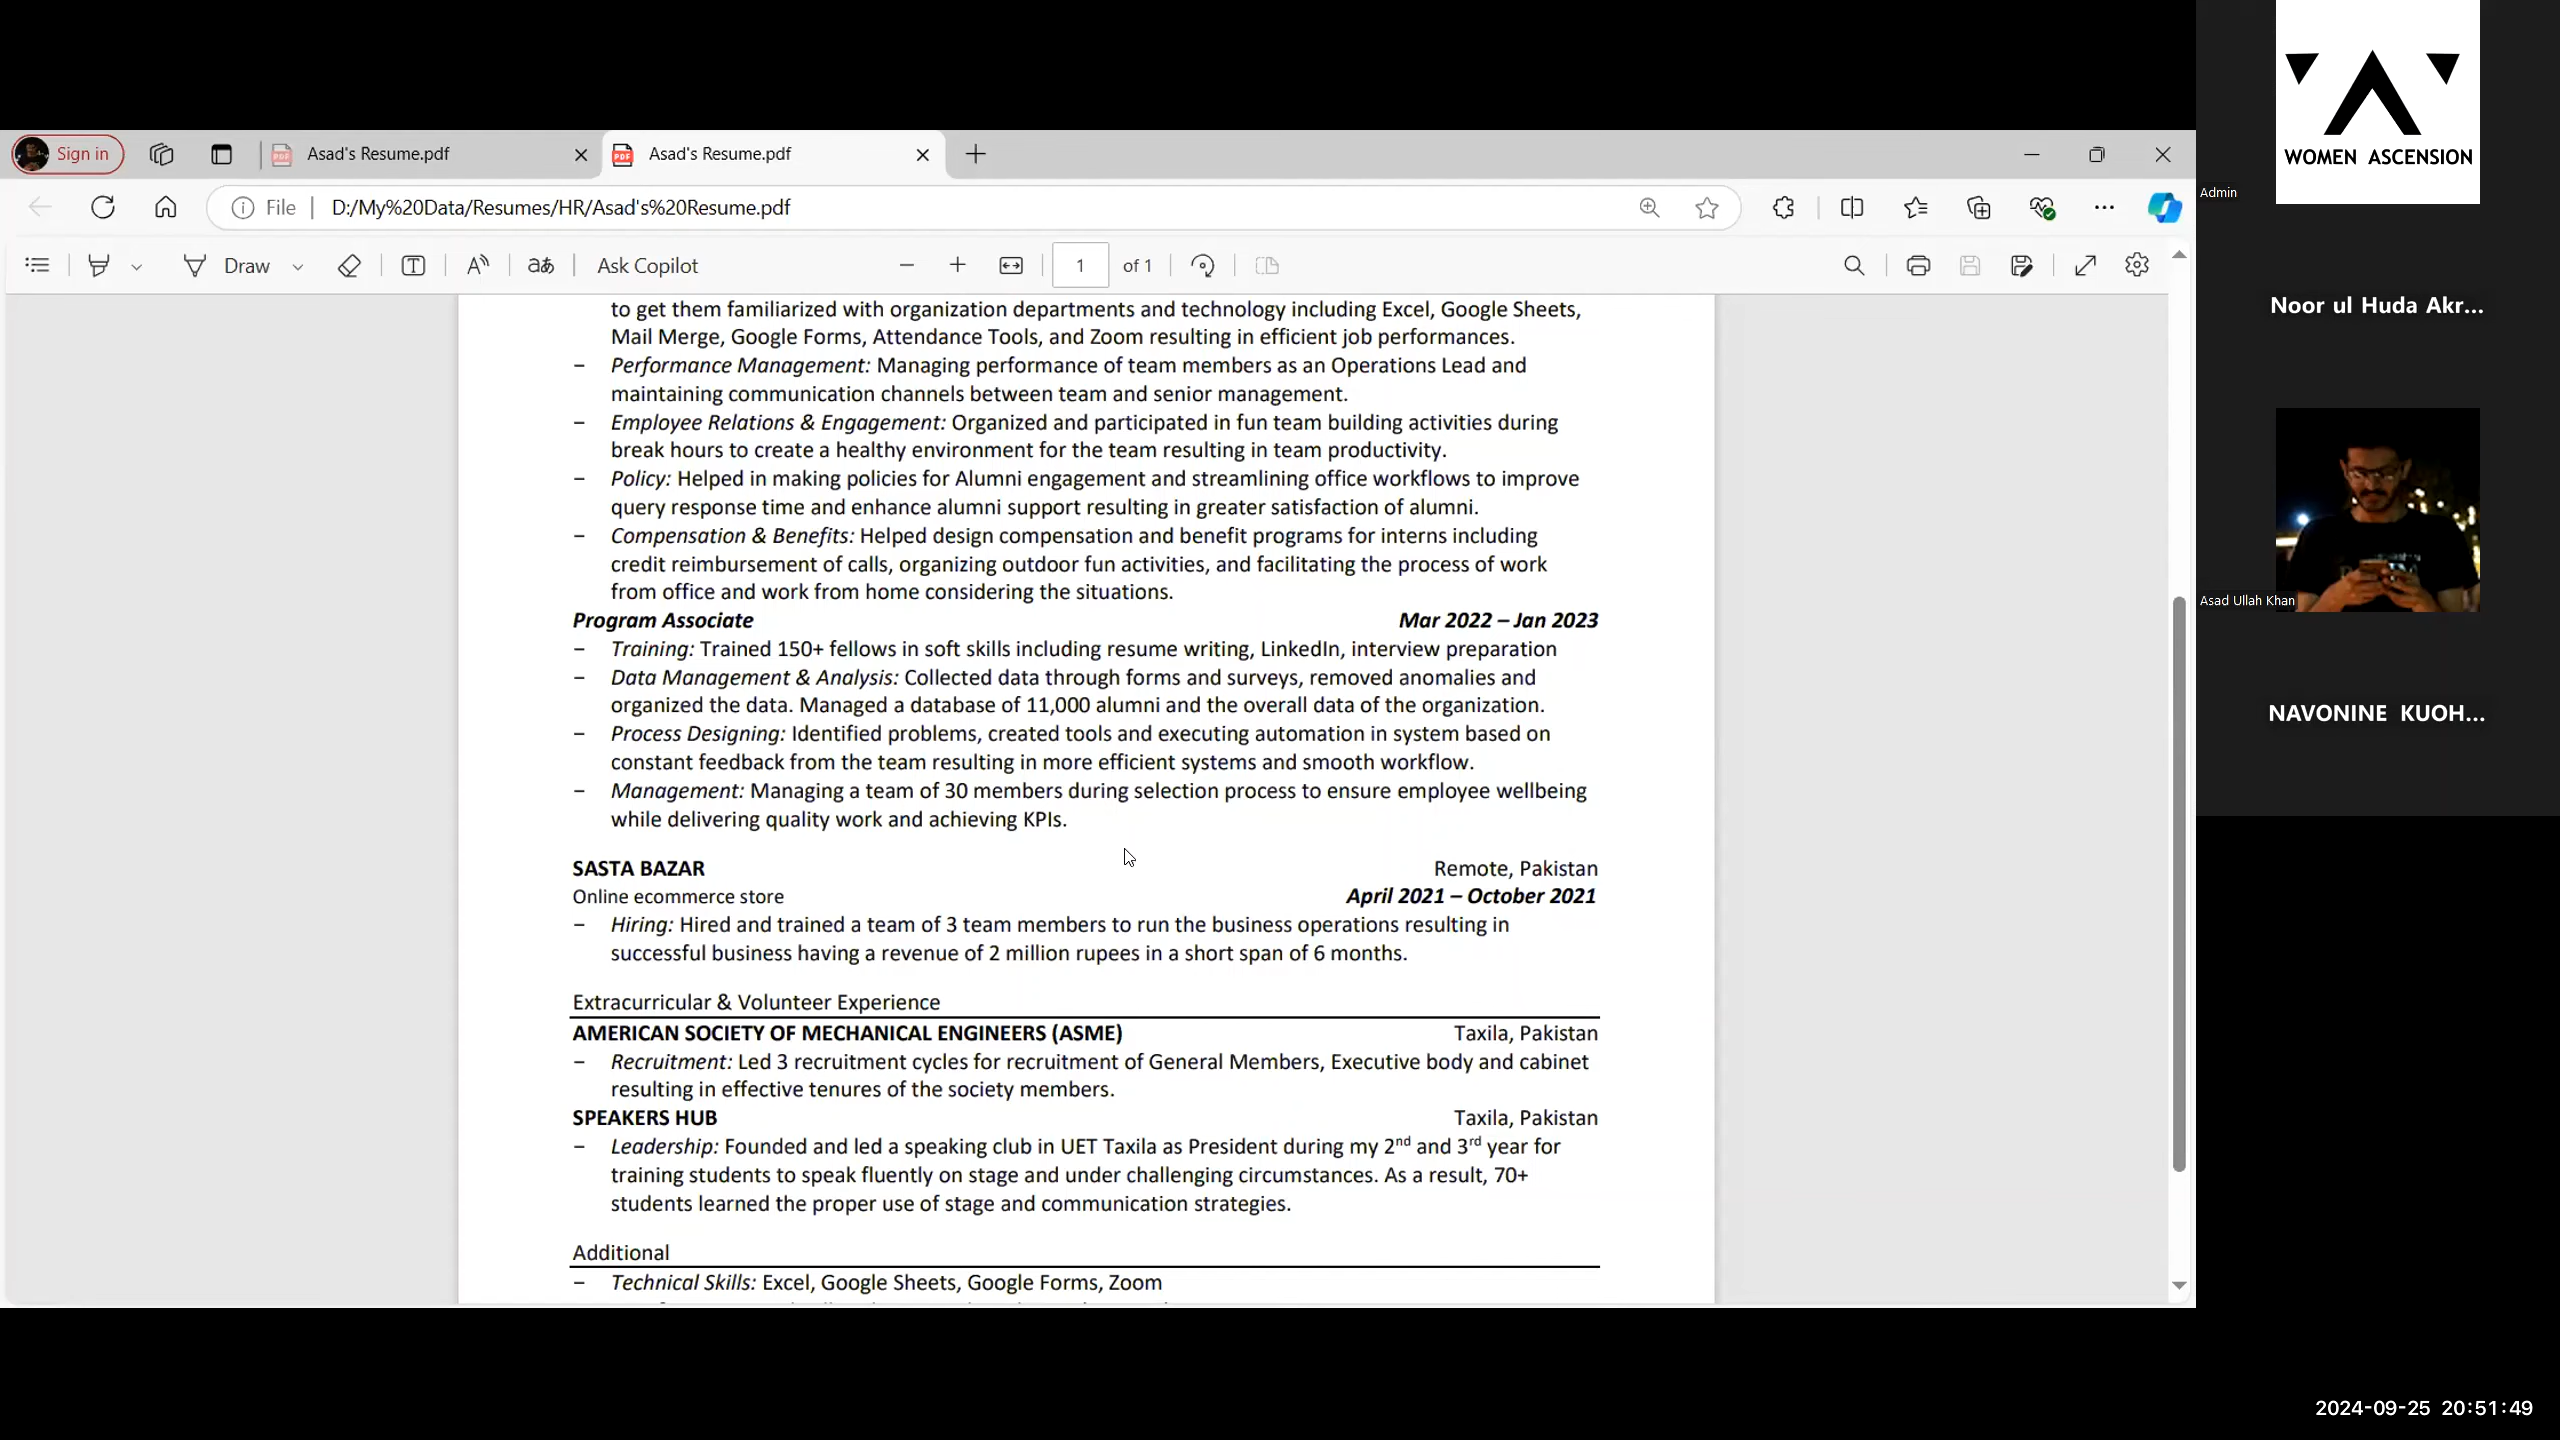 Sign in
Asad's Resume.pdf
Asad's Resume.pdf
File
D:/My%20Data/Resumes/HR/Asad's%20Resume.pdf
Draw
Ask Copilot
1
of 1
to get them familiarized with organization departments and technology including Excel, Google Sheets,
Mail Merge, Google Forms, Attendance Tools, and Zoom resulting in efficient job performances.
– Performance Management: Managing performance of team members as an Operations Lead and
maintaining communication channels between team and senior management.
– Employee Relations & Engagement: Organized and participated in fun team building activities during
break hours to create a healthy environment for the team resulting in team productivity.
– Policy: Helped in making policies for Alumni engagement and streamlining office workflows to improve
query response time and enhance alumni support resulting in greater satisfaction of alumni.
– Compensation & Benefits: Helped design compensation and benefit programs for interns including
credit reimbursement of calls, organizing outdoor fun activities, and facilitating the process of work
from office and work from home considering the situations.
Program Associate Mar 2022 – Jan 2023
– Training: Trained 150+ fellows in soft skills including resume writing, LinkedIn, interview preparation
– Data Management & Analysis: Collected data through forms and surveys, removed anomalies and
organized the data. Managed a database of 11,000 alumni and the overall data of the organization.
– Process Designing: Identified problems, created tools and executing automation in system based on
constant feedback from the team resulting in more efficient systems and smooth workflow.
– Management: Managing a team of 30 members during selection process to ensure employee wellbeing
while delivering quality work and achieving KPIs.
SASTA BAZAR Remote, Pakistan
Online ecommerce store April 2021 – October 2021
– Hiring: Hired and trained a team of 3 team members to run the business operations resulting in
successful business having a revenue of 2 million rupees in a short span of 6 months.
Extracurricular & Volunteer Experience
AMERICAN SOCIETY OF MECHANICAL ENGINEERS (ASME) Taxila, Pakistan
– Recruitment: Led 3 recruitment cycles for recruitment of General Members, Executive body and cabinet
resulting in effective tenures of the society members.
SPEAKERS HUB Taxila, Pakistan
– Leadership: Founded and led a speaking club in UET Taxila as President during my 2nd and 3rd year for
training students to speak fluently on stage and under challenging circumstances. As a result, 70+
students learned the proper use of stage and communication strategies.
Additional
– Technical Skills: Excel, Google Sheets, Google Forms, Zoom
WOMEN ASCENSION
Admin
Noor ul Huda Akr...
Asad Ullah Khan
NAVONINE KUOH...
2024-09-25 20:51:49